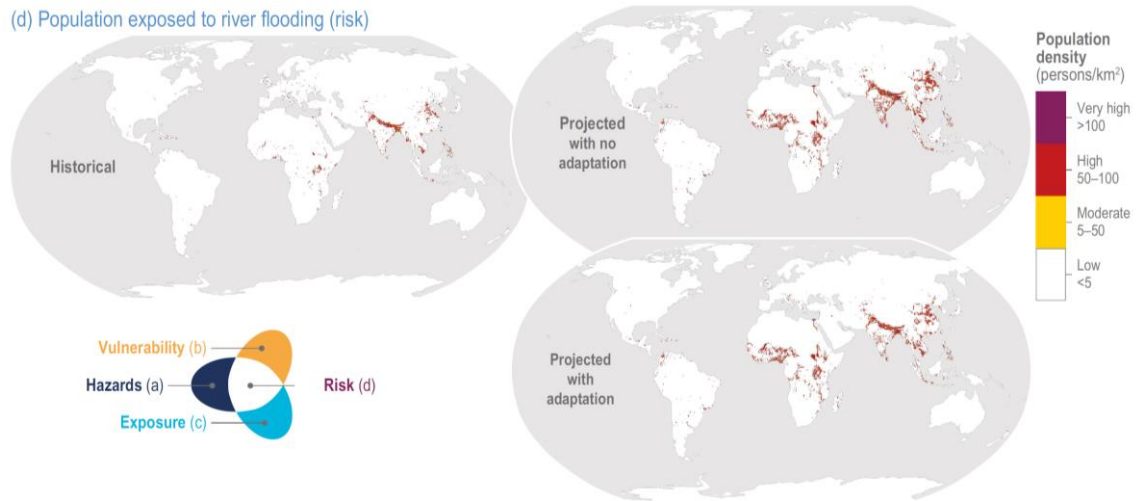 (d) Population exposed to river flooding (risk)
Historical
Projected
with no
adaptation
Projected
with
adaptation
Population
density
(persons/km²)
Very high
>100
High
50–100
Moderate
5–50
Low
<5
Vulnerability (b)
Hazards (a)
Risk (d)
Exposure (c)